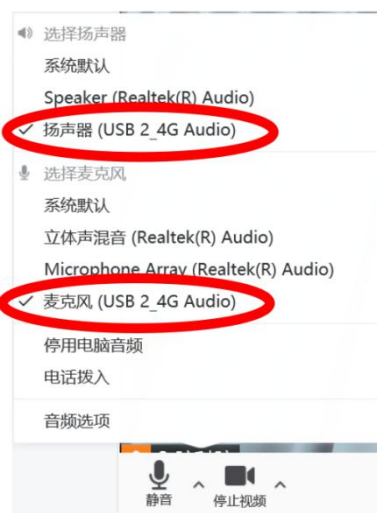 选择扬声器
系统默认
Speaker (Realtek(R) Audio)
扬声器 (USB 2_4G Audio)
选择麦克风
系统默认
立体声混音 (Realtek(R) Audio)
Microphone Array (Realtek(R) Audio)
麦克风 (USB 2_4G Audio)
停用电脑音频
电话拨入
音频选项
静音
停止视频